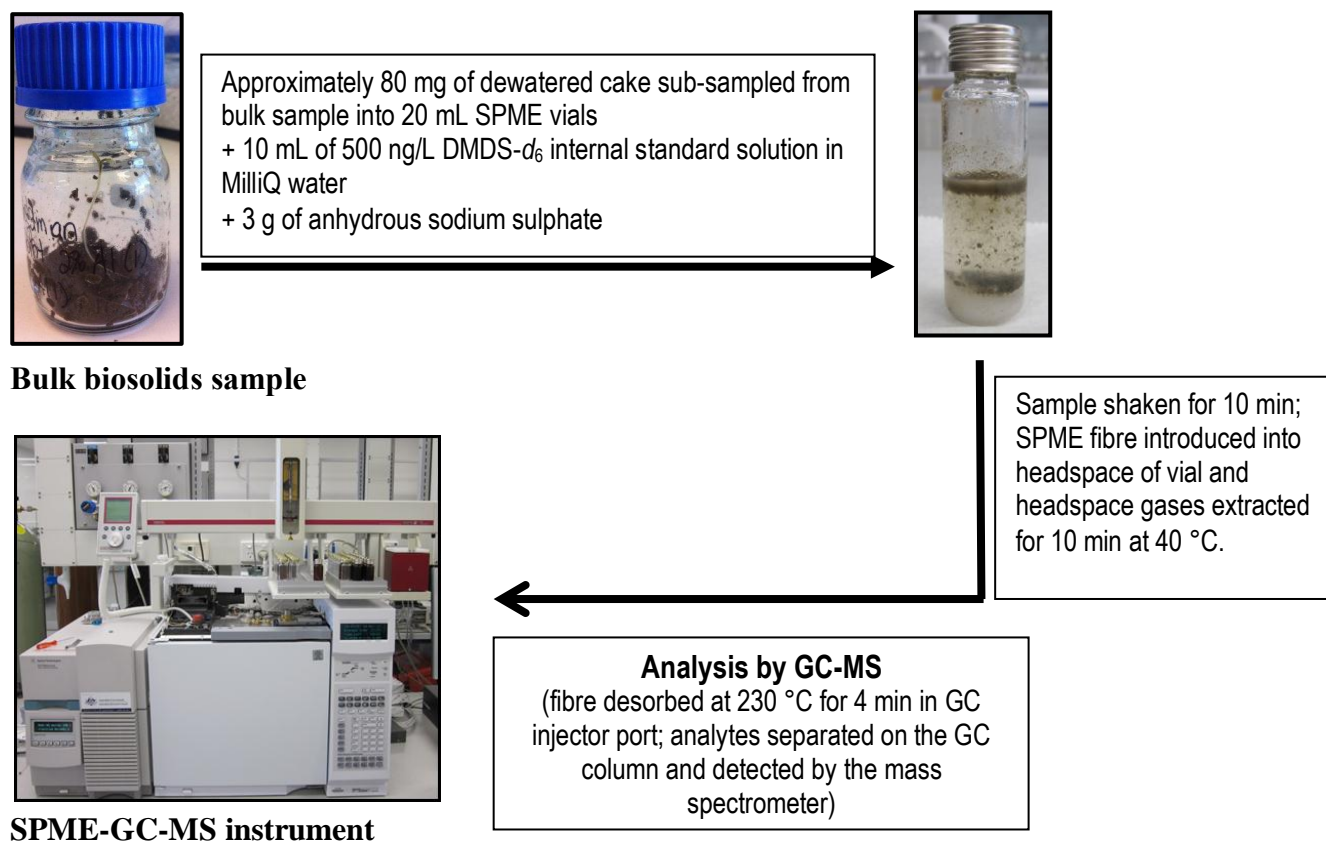 Approximately 80 mg of dewatered cake sub-sampled from
bulk sample into 20 mL SPME vials
+ 10 mL of 500 ng/L DMDS-d6 internal standard solution in
MilliQ water
+ 3 g of anhydrous sodium sulphate
Bulk biosolids sample
Sample shaken for 10 min;
SPME fibre introduced into
headspace of vial and
headspace gases extracted
for 10 min at 40 °C.
Analysis by GC-MS
(fibre desorbed at 230 °C for 4 min in GC
injector port; analytes separated on the GC
column and detected by the mass
spectrometer)
SPME-GC-MS instrument